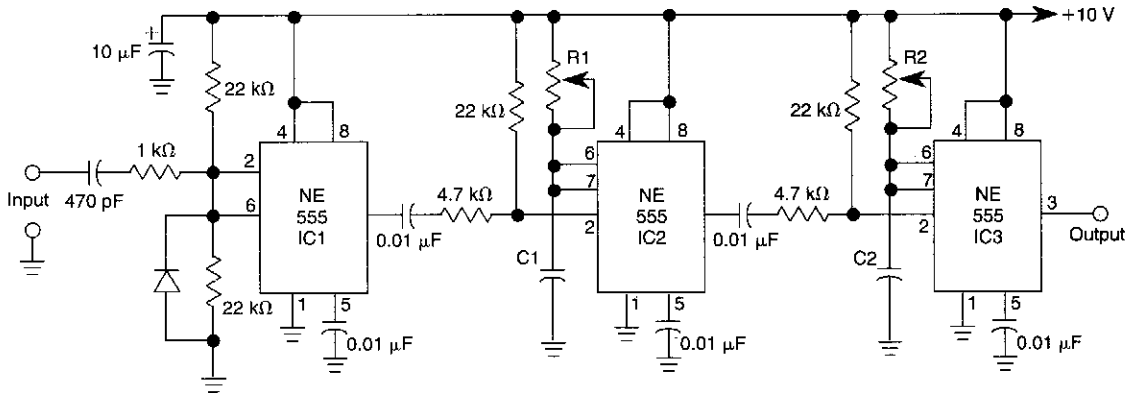 +10 V
10 µF
+
22 kΩ
R1
22 kΩ
R2
22 kΩ
4
8
4
8
4
8
1 kΩ
2
6
6
Input
470 pF
6
NE
555
IC1
4.7 kΩ
7
NE
555
IC2
4.7 kΩ
7
NE
555
IC3
3
Output
0.01 µF
2
0.01 µF
2
C1
C2
22 kΩ
1
5
1
5
1
5
0.01 µF
0.01 µF
0.01 µF